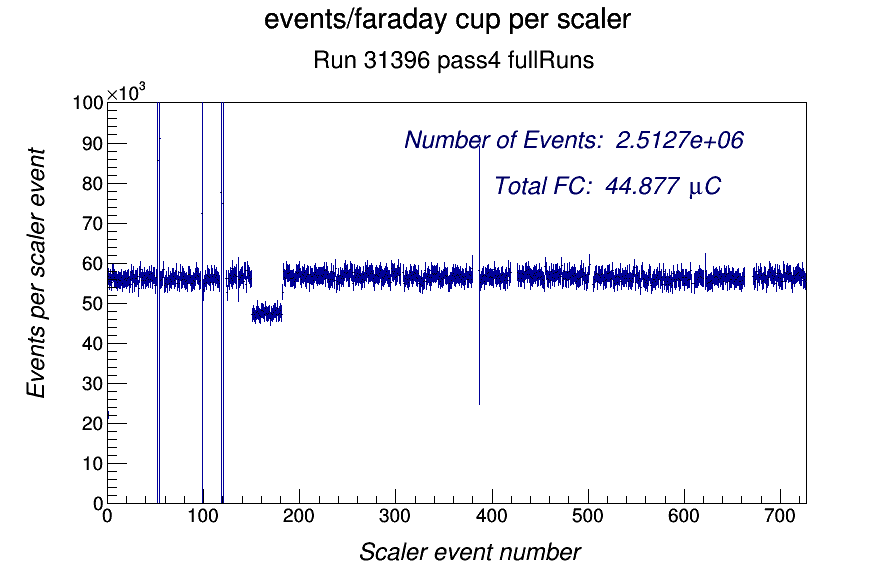 events/faraday cup per scaler
Run 31396 pass4 fullRuns
×10³
100
90
80
70
60
50
40
30
20
10
0
Events per scaler event
Number of Events: 2.5127e+06
Total FC: 44.877 μC
0 100 200 300 400 500 600 700
Scaler event number